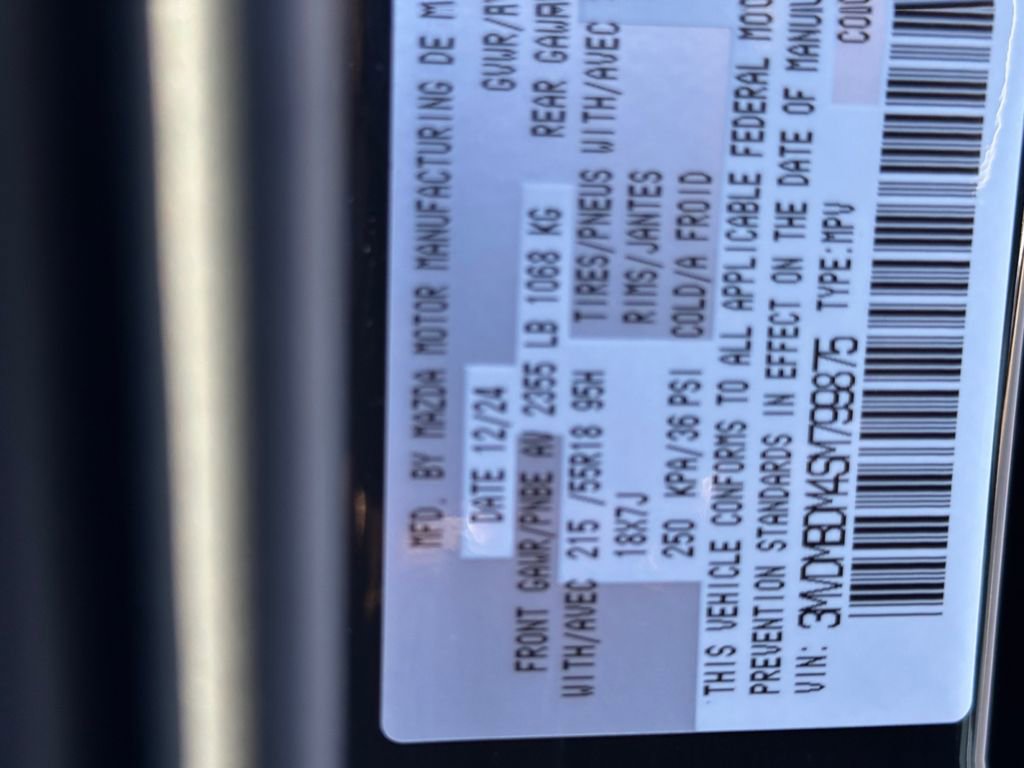 MFD. BY MAZDA MOTOR MANUFACTURING DE M
DATE 12/24 GVWR/
FRONT GAWR/PNBE AV 2355 LB 1068 KG REAR GAWR
WITH/AVEC 215 /55R18 95H TIRES/PNEUS WITH/AVEC
18X7J RIMS/JANTES
250 KPA/36 PSI COLD/A FROID
THIS VEHICLE CONFORMS TO ALL APPLICABLE FEDERAL MO
PREVENTION STANDARDS IN EFFECT ON THE DATE OF MANU
VIN: 3MVDMBDM4SM799875 TYPE:MPV COLO